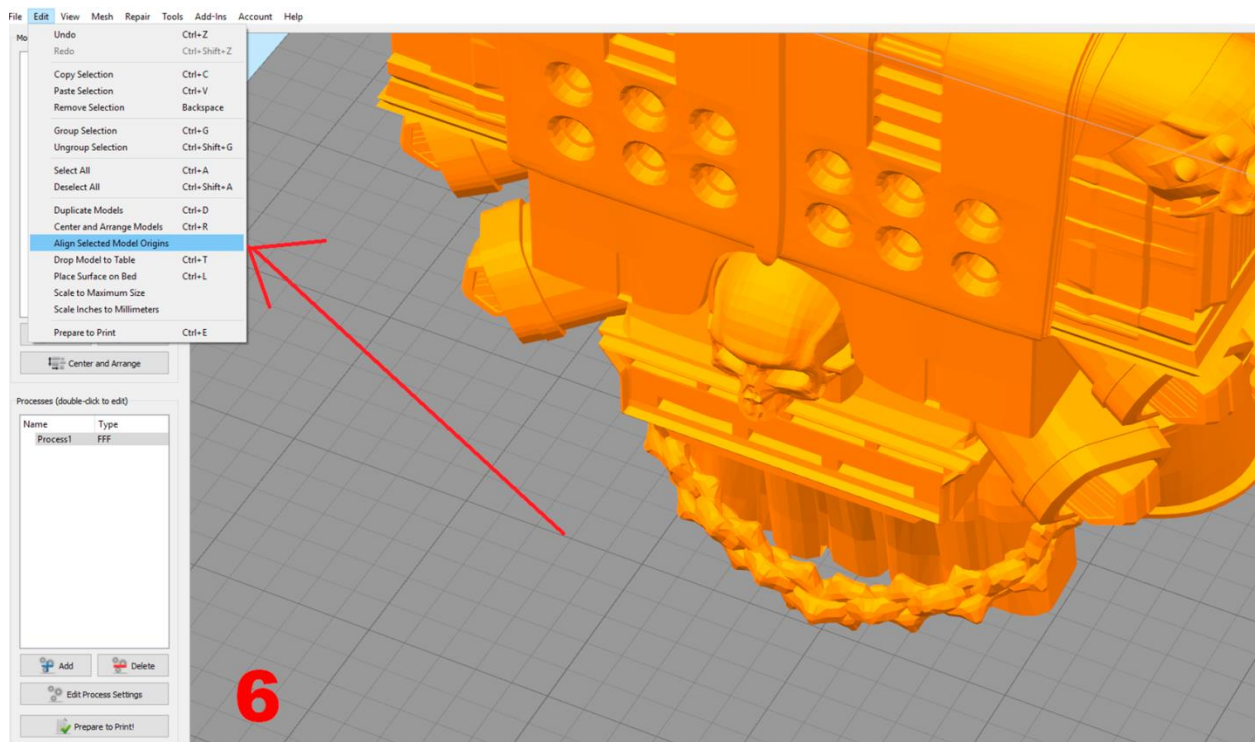 File Edit View Mesh Repair Tools Add-Ins Account Help
Mo
Undo Ctrl+Z
Redo Ctrl+Shift+Z
Copy Selection Ctrl+C
Paste Selection Ctrl+V
Remove Selection Backspace
Group Selection Ctrl+G
Ungroup Selection Ctrl+Shift+G
Select All Ctrl+A
Deselect All Ctrl+Shift+A
Duplicate Models Ctrl+D
Center and Arrange Models Ctrl+R
Align Selected Model Origins
Drop Model to Table Ctrl+T
Place Surface on Bed Ctrl+L
Scale to Maximum Size
Scale Inches to Millimeters
Prepare to Print Ctrl+E
Center and Arrange
Processes (double-click to edit)
Name Type
Process1 FFF
Add Delete
Edit Process Settings
Prepare to Print!
6